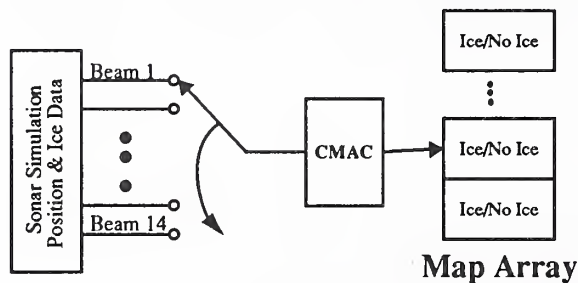 Sonar Simulation
Position & Ice Data
Beam 1
Beam 14
CMAC
Ice/No Ice
Ice/No Ice
Ice/No Ice
Map Array